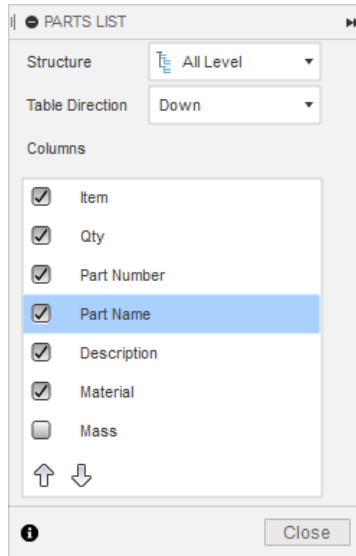 PARTS LIST
Structure All Level
Table Direction Down
Columns
Item
Qty
Part Number
Part Name
Description
Material
Mass
Close